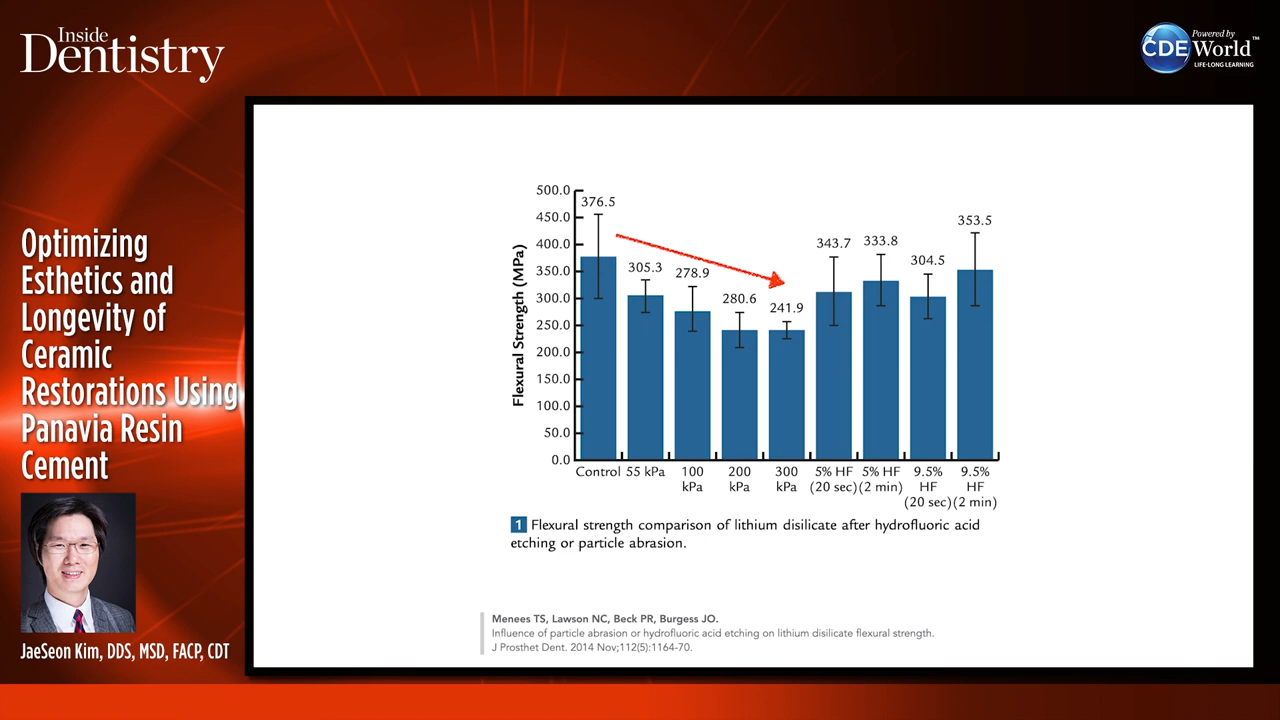 Inside
Dentistry
Powered by
CDEWorld™
LIFE-LONG LEARNING
Optimizing
Esthetics and
Longevity of
Ceramic
Restorations Using
Panavia Resin
Cement
JaeSeon Kim, DDS, MSD, FACP, CDT
Flexural Strength (MPa)
500.0
450.0
400.0
350.0
300.0
250.0
200.0
150.0
100.0
50.0
0.0
376.5
305.3
278.9
280.6
241.9
343.7
333.8
304.5
353.5
Control
55 kPa
100
kPa
200
kPa
300
kPa
5% HF
(20 sec)
5% HF
(2 min)
9.5%
HF
(20 sec)
9.5%
HF
(2 min)
1 Flexural strength comparison of lithium disilicate after hydrofluoric acid
etching or particle abrasion.
Menees TS, Lawson NC, Beck PR, Burgess JO.
Influence of particle abrasion or hydrofluoric acid etching on lithium disilicate flexural strength.
J Prosthet Dent. 2014 Nov;112(5):1164-70.